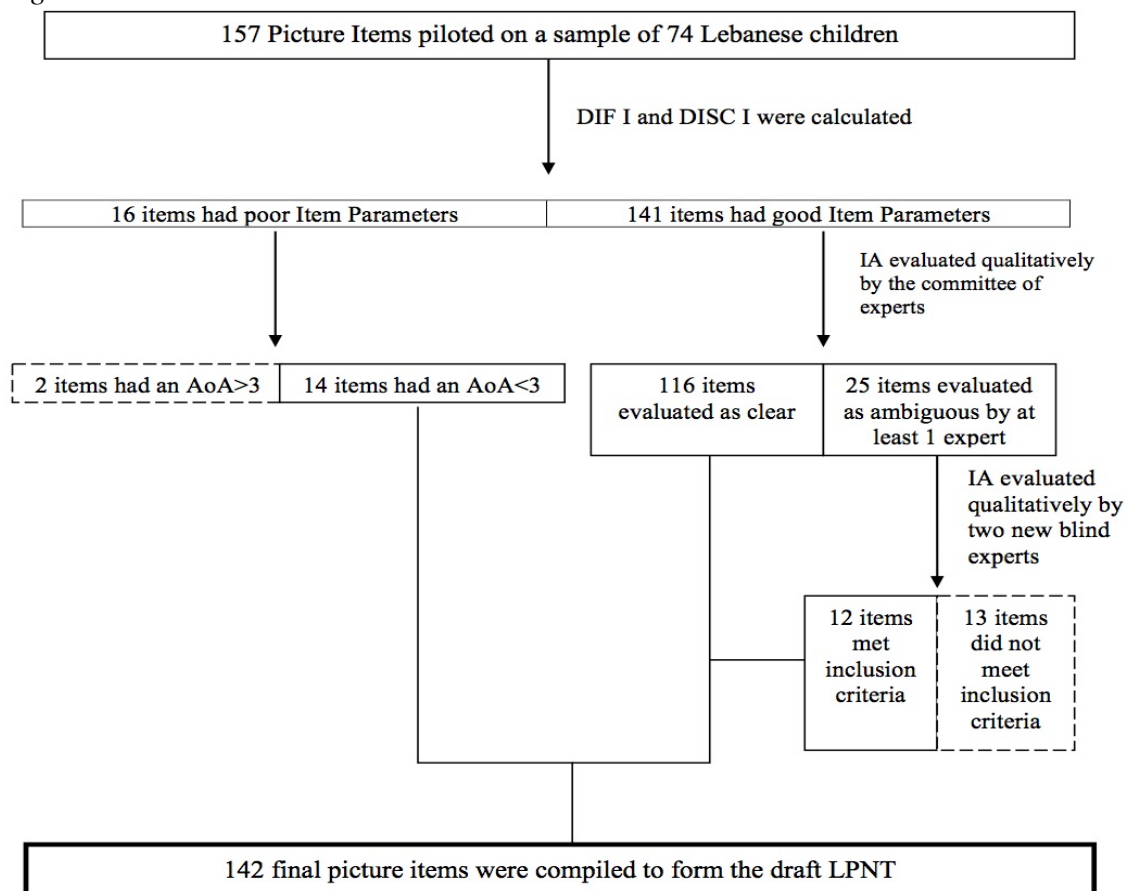 157 Picture Items piloted on a sample of 74 Lebanese children
DIF I and DISC I were calculated
16 items had poor Item Parameters
141 items had good Item Parameters
IA evaluated qualitatively
by the committee of
experts
2 items had an AoA>3
14 items had an AoA<3
116 items
evaluated as clear
25 items evaluated
as ambiguous by at
least 1 expert
IA evaluated
qualitatively by
two new blind
experts
12 items
met
inclusion
criteria
13 items
did not
meet
inclusion
criteria
142 final picture items were compiled to form the draft LPNT